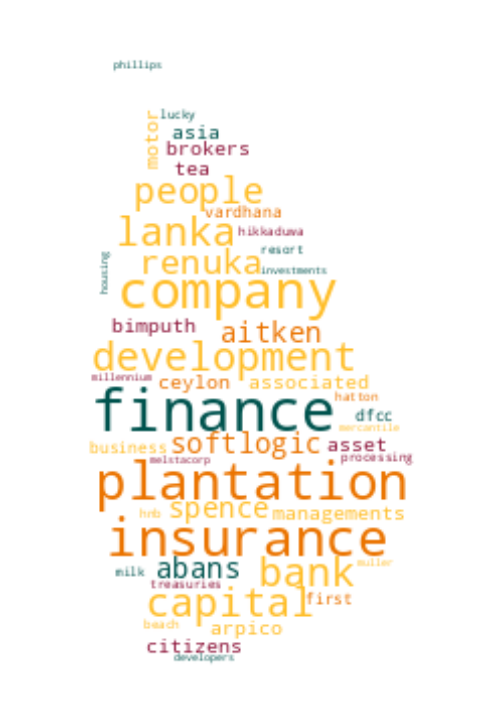 phillips
lucky
motor
asia
brokers
tea
people
vardhana
lanka hikkaduwa
resort
housing
renuka investments
company
bimputh aitken
development
millennium ceylon associated
hatton
finance dfcc
mercantile
business softlogic asset
melstacorp processing
plantation
hnb spence managements
insurance
milk abans bank muller
treasuries
capital first
beach arpico
citizens
developers